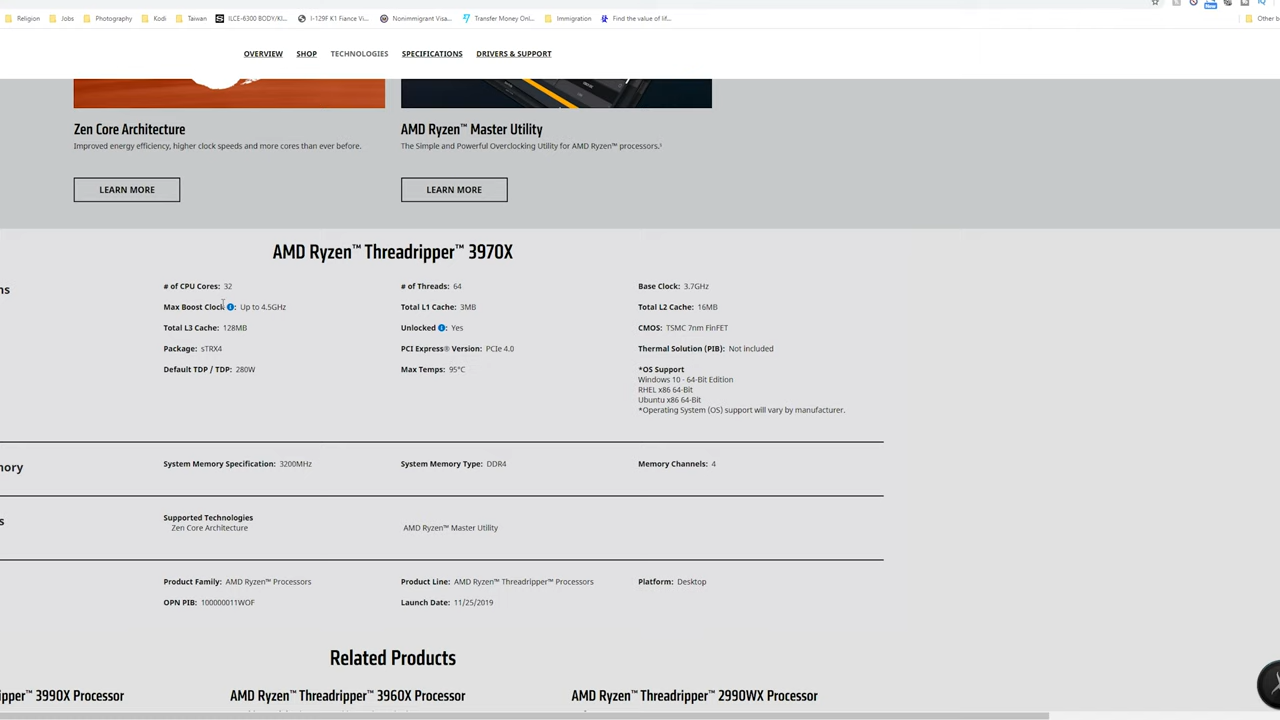 Religion Jobs Photography Kodi Taiwan ILCE-6300 BODY/KI... I-129F K1 Fiance Vi... Nonimmigrant Visa... Transfer Money Onl... Immigration Find the value of lif... Other b
New
OVERVIEW SHOP TECHNOLOGIES SPECIFICATIONS DRIVERS & SUPPORT
Zen Core Architecture
Improved energy efficiency, higher clock speeds and more cores than ever before.
LEARN MORE
AMD Ryzen™ Master Utility
The Simple and Powerful Overclocking Utility for AMD Ryzen™ processors.
LEARN MORE
AMD Ryzen™ Threadripper™ 3970X
ns
# of CPU Cores: 32 # of Threads: 64 Base Clock: 3.7GHz
Max Boost Clock: Up to 4.5GHz Total L1 Cache: 3MB Total L2 Cache: 16MB
Total L3 Cache: 128MB Unlocked: Yes CMOS: TSMC 7nm FinFET
Package: sTRX4 PCI Express® Version: PCIe 4.0 Thermal Solution (PIB): Not included
Default TDP / TDP: 280W Max Temps: 95°C *OS Support
Windows 10 - 64-Bit Edition
RHEL x86 64-Bit
Ubuntu x86 64-Bit
*Operating System (OS) support will vary by manufacturer.
nory
System Memory Specification: 3200MHz System Memory Type: DDR4 Memory Channels: 4
s
Supported Technologies
Zen Core Architecture AMD Ryzen™ Master Utility
Product Family: AMD Ryzen™ Processors Product Line: AMD Ryzen™ Threadripper™ Processors Platform: Desktop
OPN PIB: 100000011WOF Launch Date: 11/25/2019
Related Products
pper™ 3990X Processor AMD Ryzen™ Threadripper™ 3960X Processor AMD Ryzen™ Threadripper™ 2990WX Processor